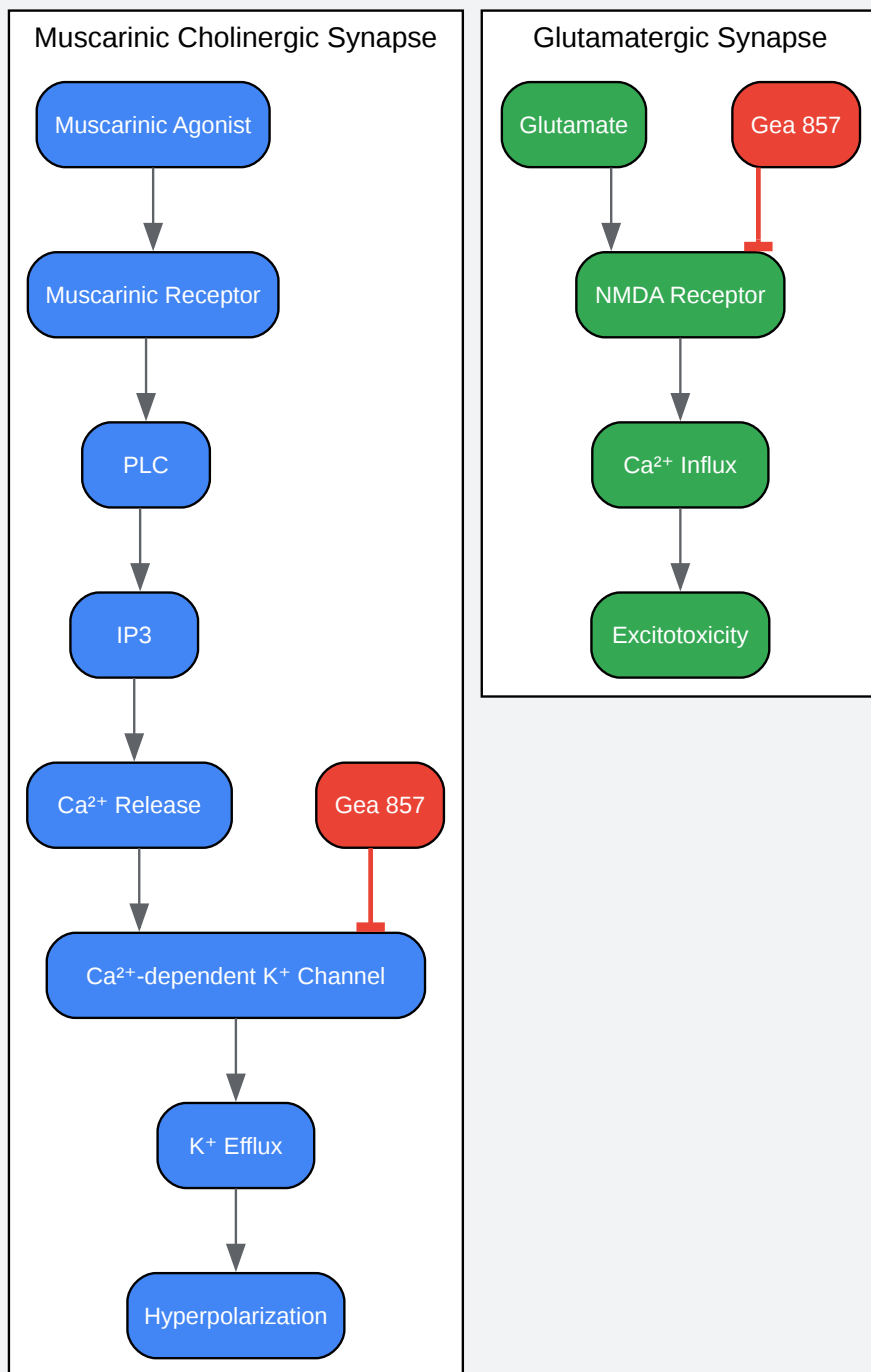 Muscarinic Cholinergic Synapse
Muscarinic Agonist
Muscarinic Receptor
PLC
IP3
Ca²⁺ Release
Gea 857
Ca²⁺-dependent K⁺ Channel
K⁺ Efflux
Hyperpolarization
Glutamatergic Synapse
Glutamate
Gea 857
NMDA Receptor
Ca²⁺ Influx
Excitotoxicity